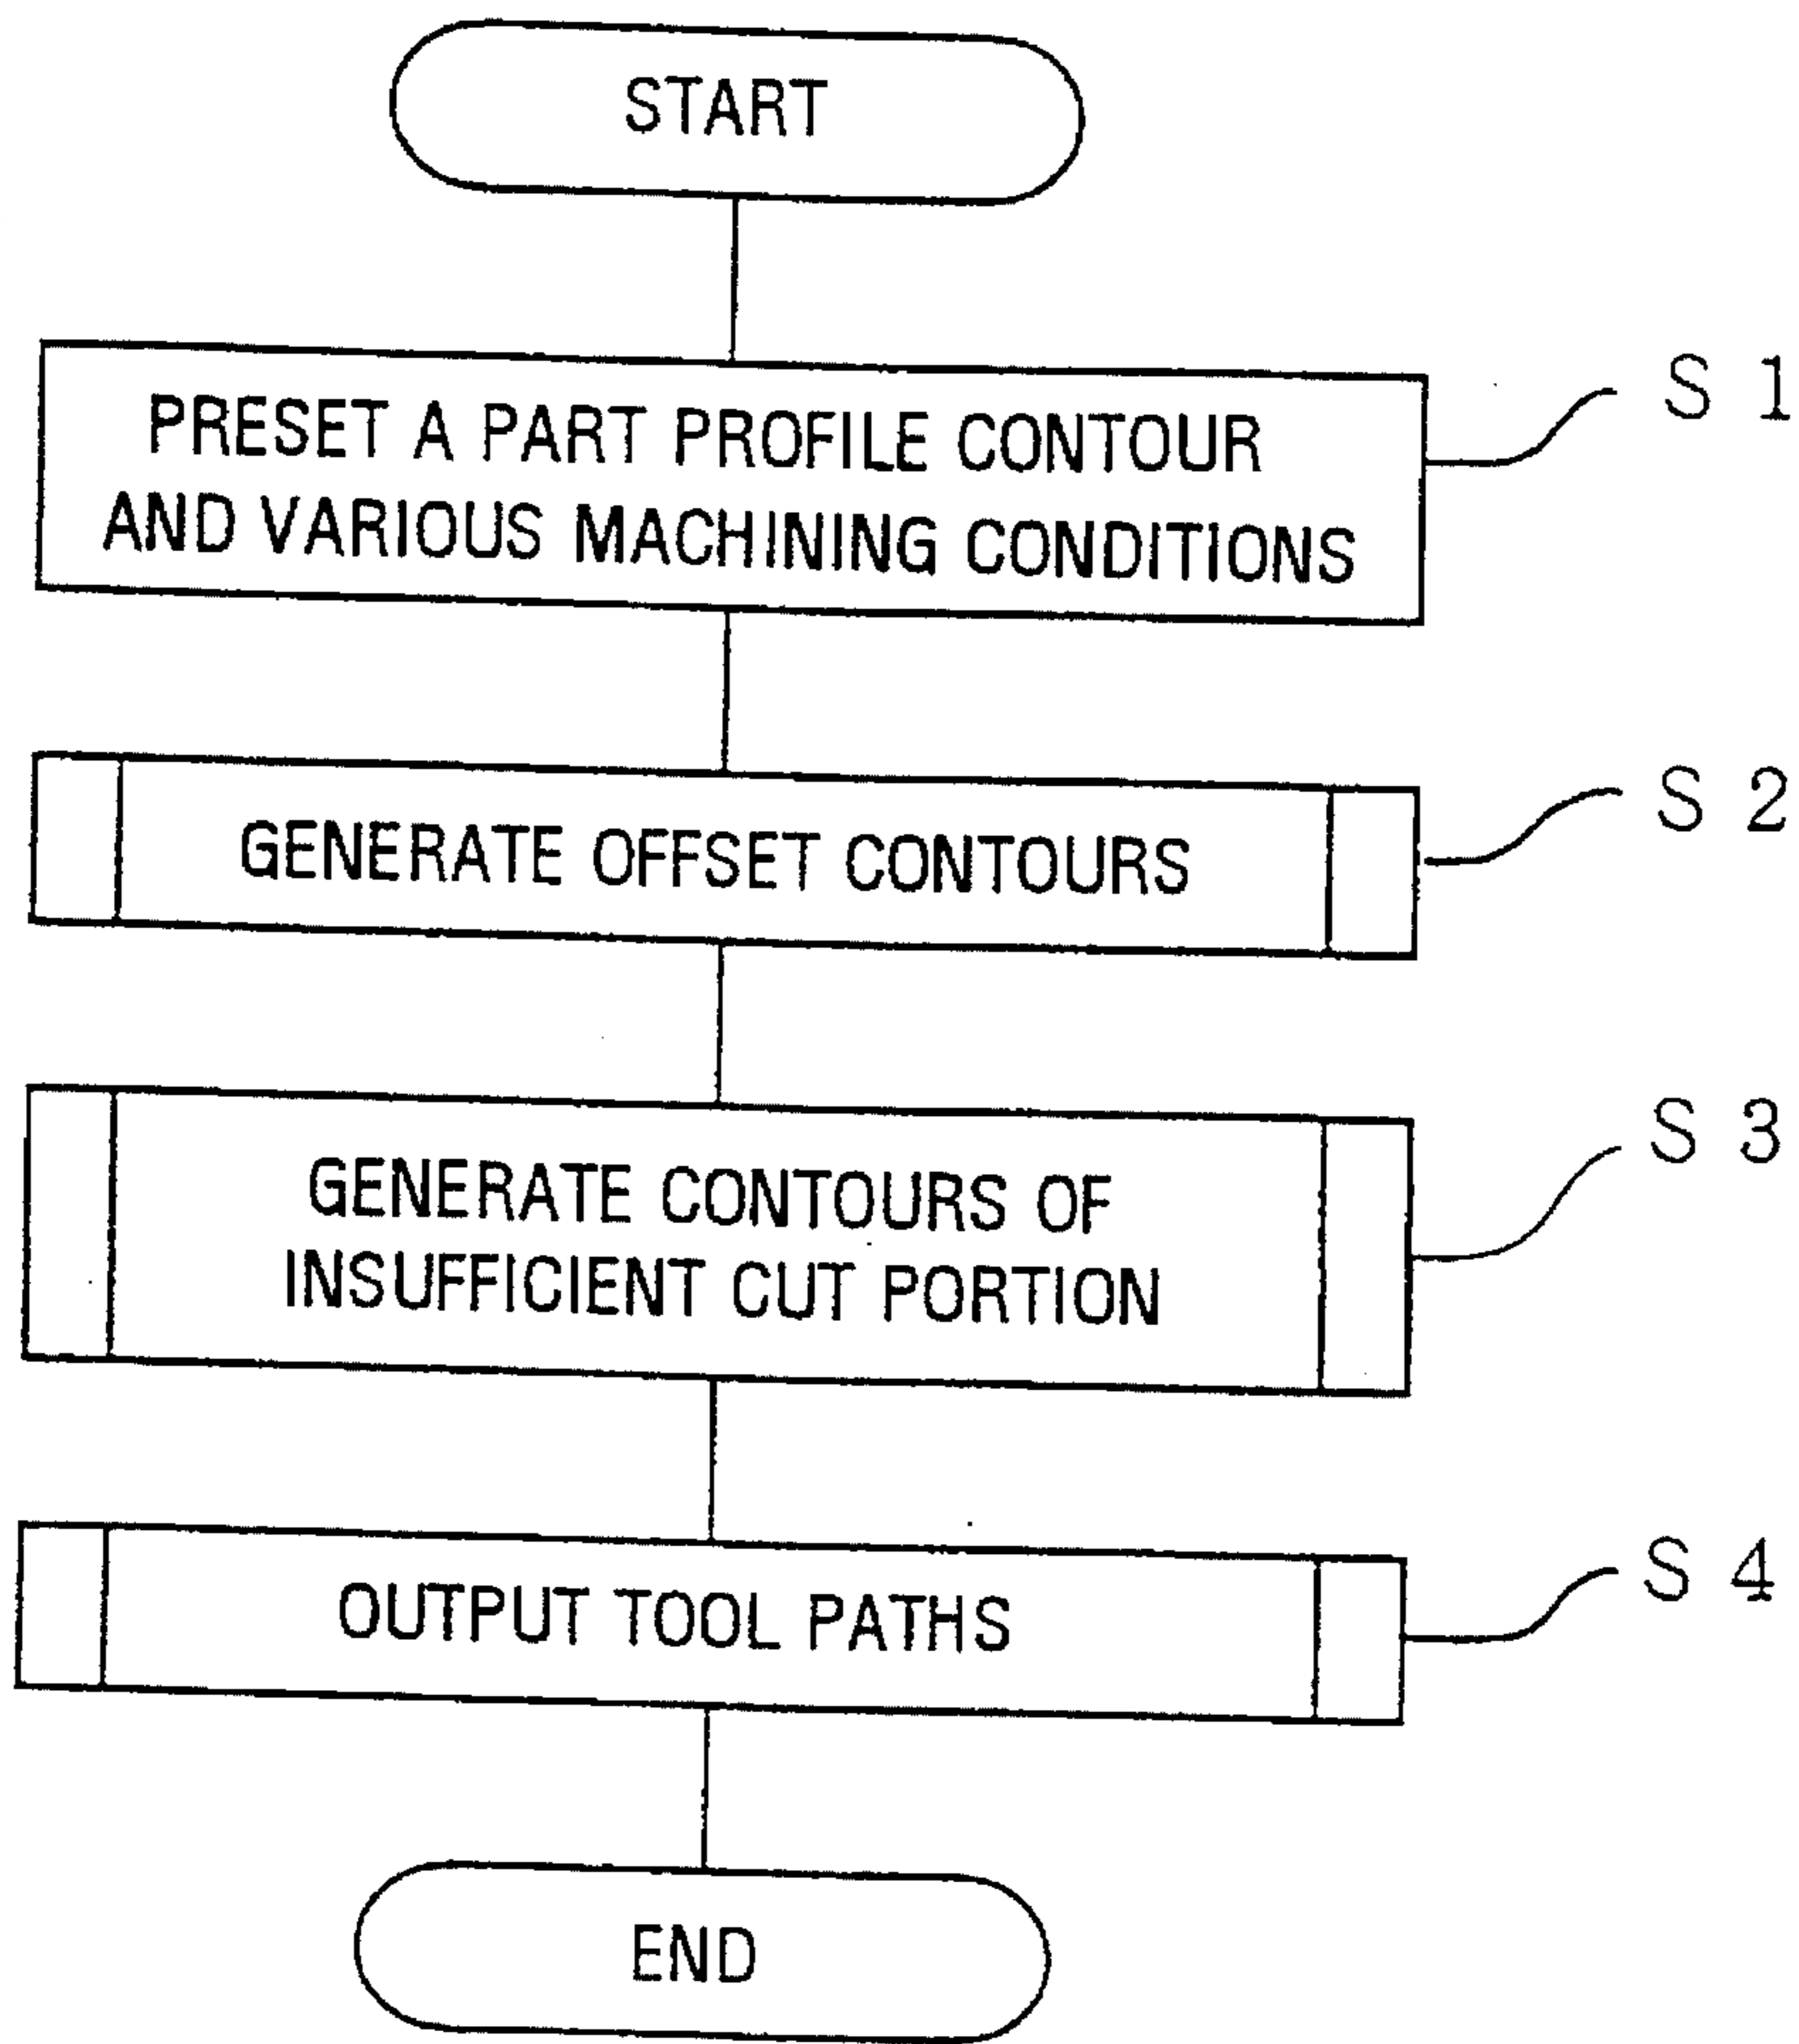 START
PRESET A PART PROFILE CONTOUR
AND VARIOUS MACHINING CONDITIONS
S 1
GENERATE OFFSET CONTOURS
S 2
GENERATE CONTOURS OF
INSUFFICIENT CUT PORTION
S 3
OUTPUT TOOL PATHS
S 4
END